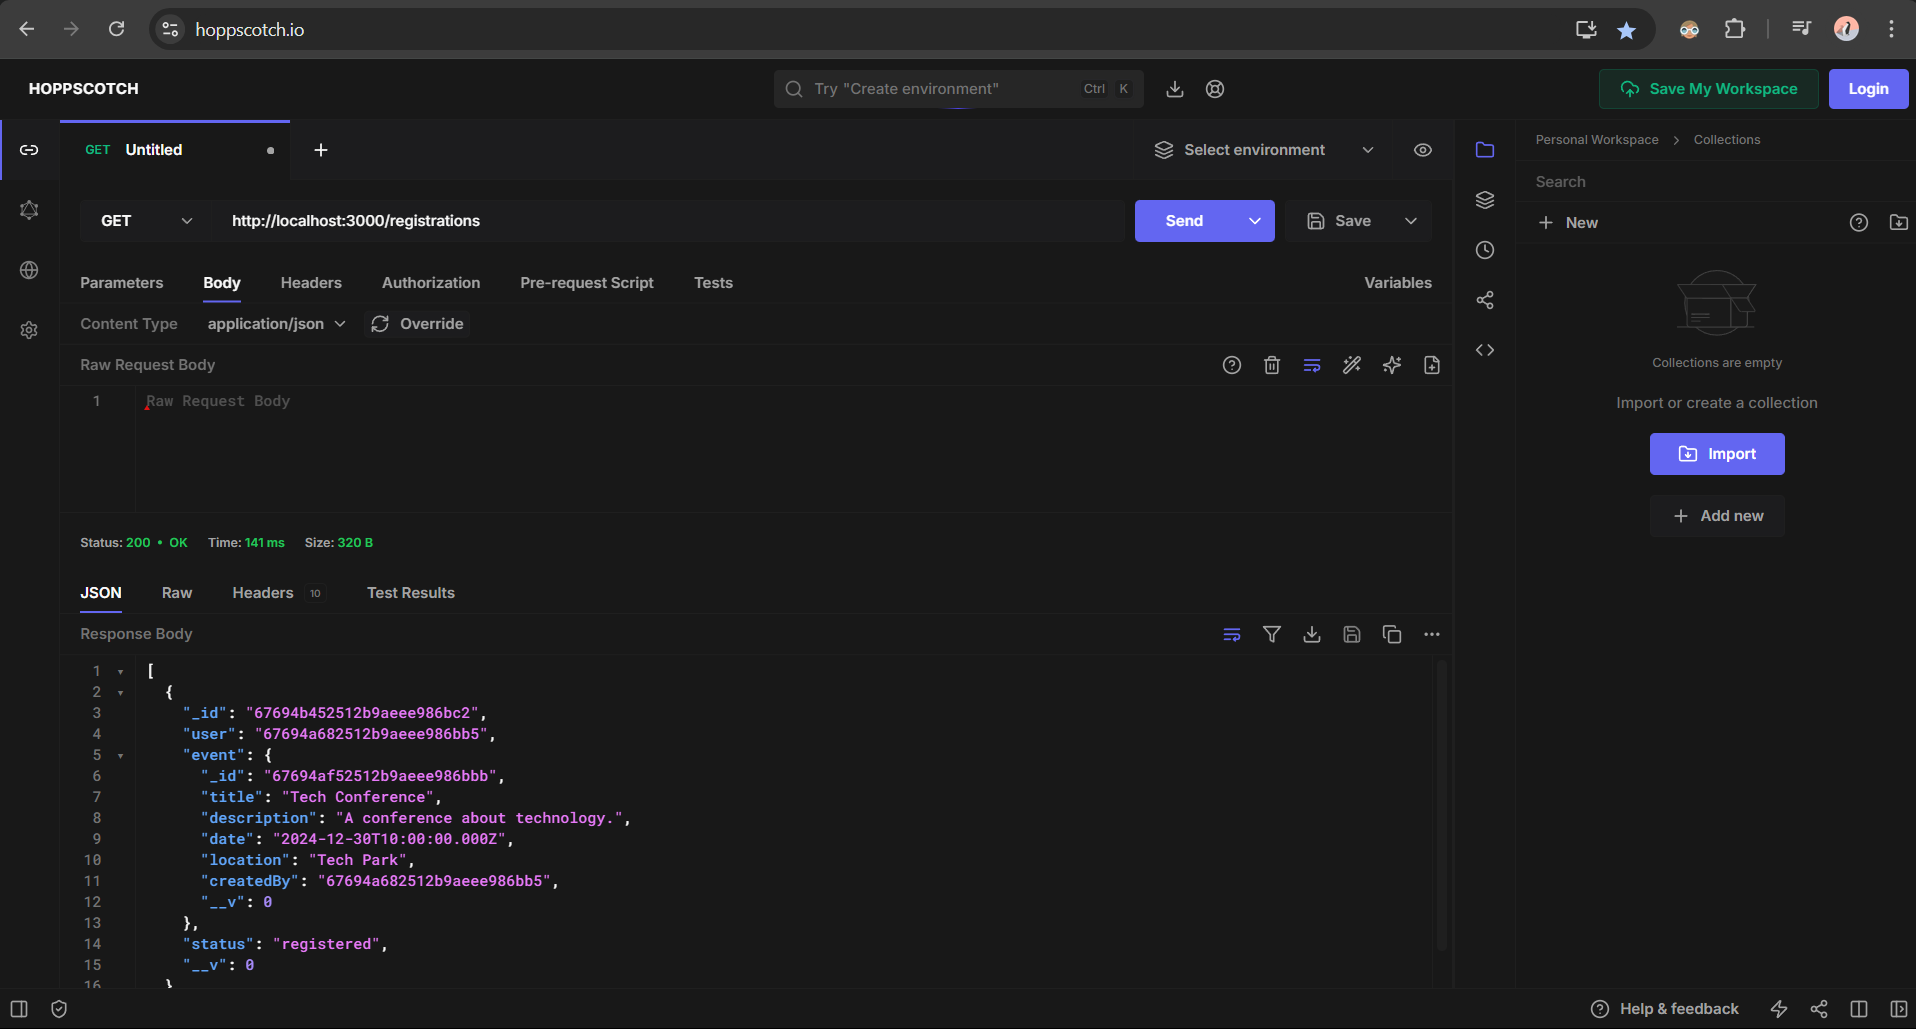 hoppscotch.io
HOPPSCOTCH
Try "Create environment"
Ctrl K
Save My Workspace
Login
GET Untitled
Select environment
Personal Workspace > Collections
Search
GET
http://localhost:3000/registrations
Send
Save
New
Parameters
Body
Headers
Authorization
Pre-request Script
Tests
Variables
Content Type
application/json
Override
Raw Request Body
1
Raw Request Body
Collections are empty
Import or create a collection
Import
Add new
Status: 200 • OK Time: 141 ms Size: 320 B
JSON
Raw
Headers 10
Test Results
Response Body
1 [
2 {
3 "_id": "67694b452512b9aeee986bc2",
4 "user": "67694a682512b9aeee986bb5",
5 "event": {
6 "_id": "67694af52512b9aeee986bbb",
7 "title": "Tech Conference",
8 "description": "A conference about technology.",
9 "date": "2024-12-30T10:00:00.000Z",
10 "location": "Tech Park",
11 "createdBy": "67694a682512b9aeee986bb5",
12 "__v": 0
13 },
14 "status": "registered",
15 "__v": 0
16 }
Help & feedback